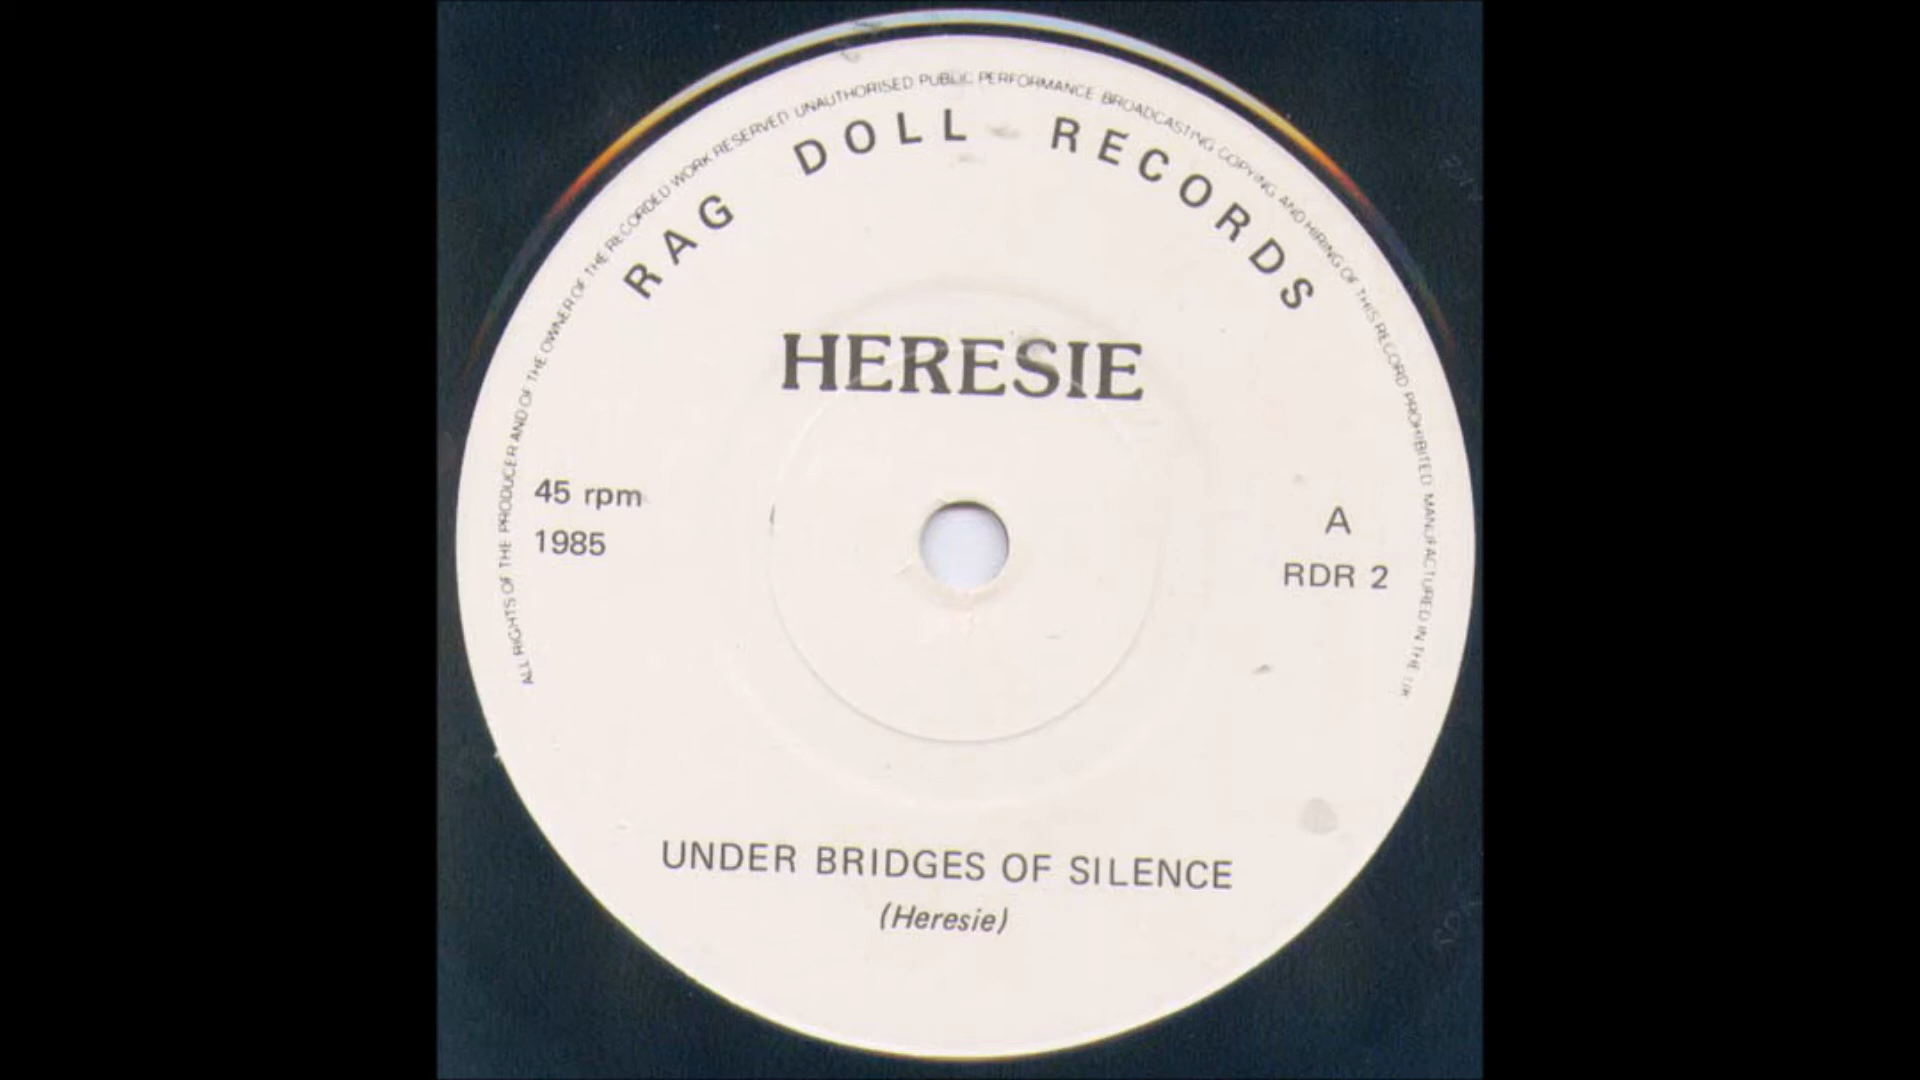 ALL RIGHTS OF THE PRODUCER AND OF THE OWNER OF THE RECORDED WORK RESERVED UNAUTHORISED PUBLIC PERFORMANCE BROADCASTING COPYING AND HIRING OF THIS RECORD PROHIBITED MANUFACTURED IN THE UK
RAG DOLL RECORDS
HERESIE
45 rpm
1985
A
RDR 2
UNDER BRIDGES OF SILENCE
(Heresie)